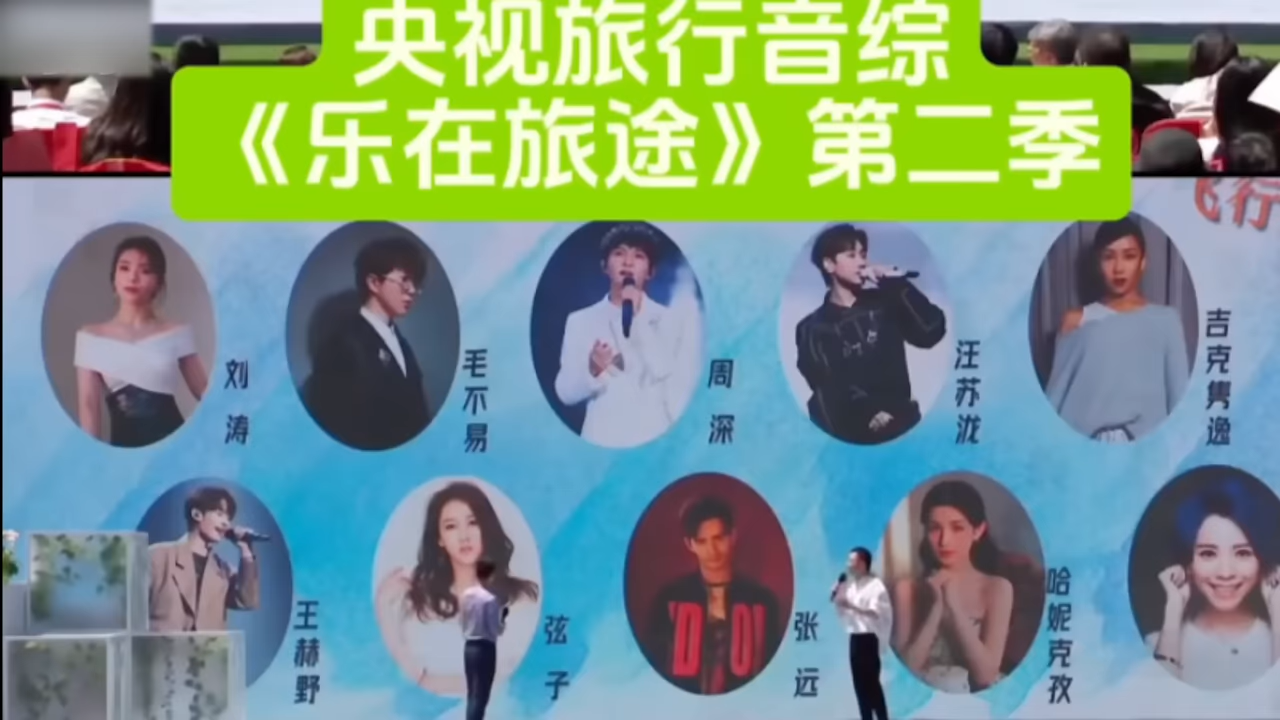 央视旅行音综
《乐在旅途》第二季
飞行
刘涛
毛不易
周深
汪苏泷
吉克隽逸
王赫野
弦子
张远
哈妮克孜